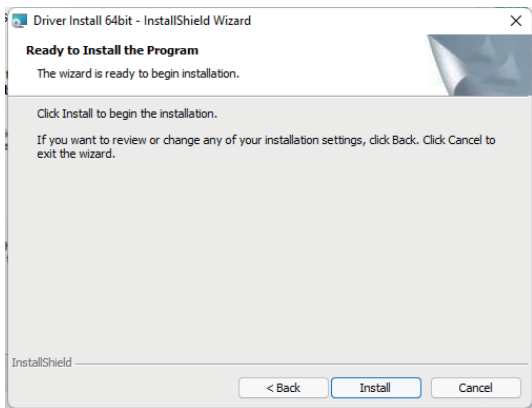 Driver Install 64bit - InstallShield Wizard
Ready to Install the Program
The wizard is ready to begin installation.
Click Install to begin the installation.
If you want to review or change any of your installation settings, click Back. Click Cancel to
exit the wizard.
InstallShield
< Back Install Cancel